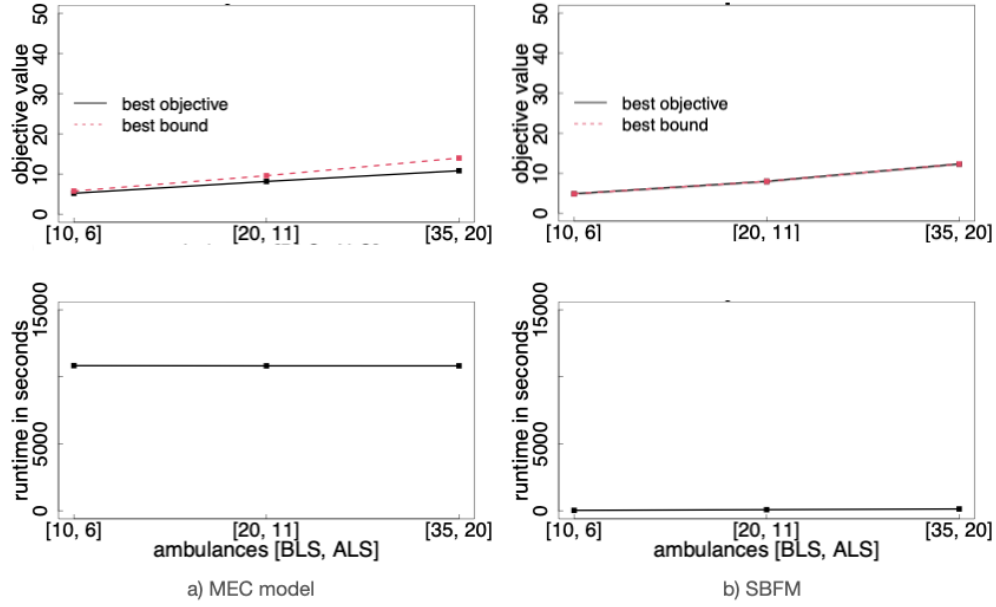 objective value
50
40
30
20
10
0
best objective
best bound
[10, 6]
[20, 11]
[35, 20]
objective value
50
40
30
20
10
0
best objective
best bound
[10, 6]
[20, 11]
[35, 20]
runtime in seconds
15000
5000
0
[10, 6]
[20, 11]
[35, 20]
ambulances [BLS, ALS]
a) MEC model
runtime in seconds
15000
5000
0
[10, 6]
[20, 11]
[35, 20]
ambulances [BLS, ALS]
b) SBFM